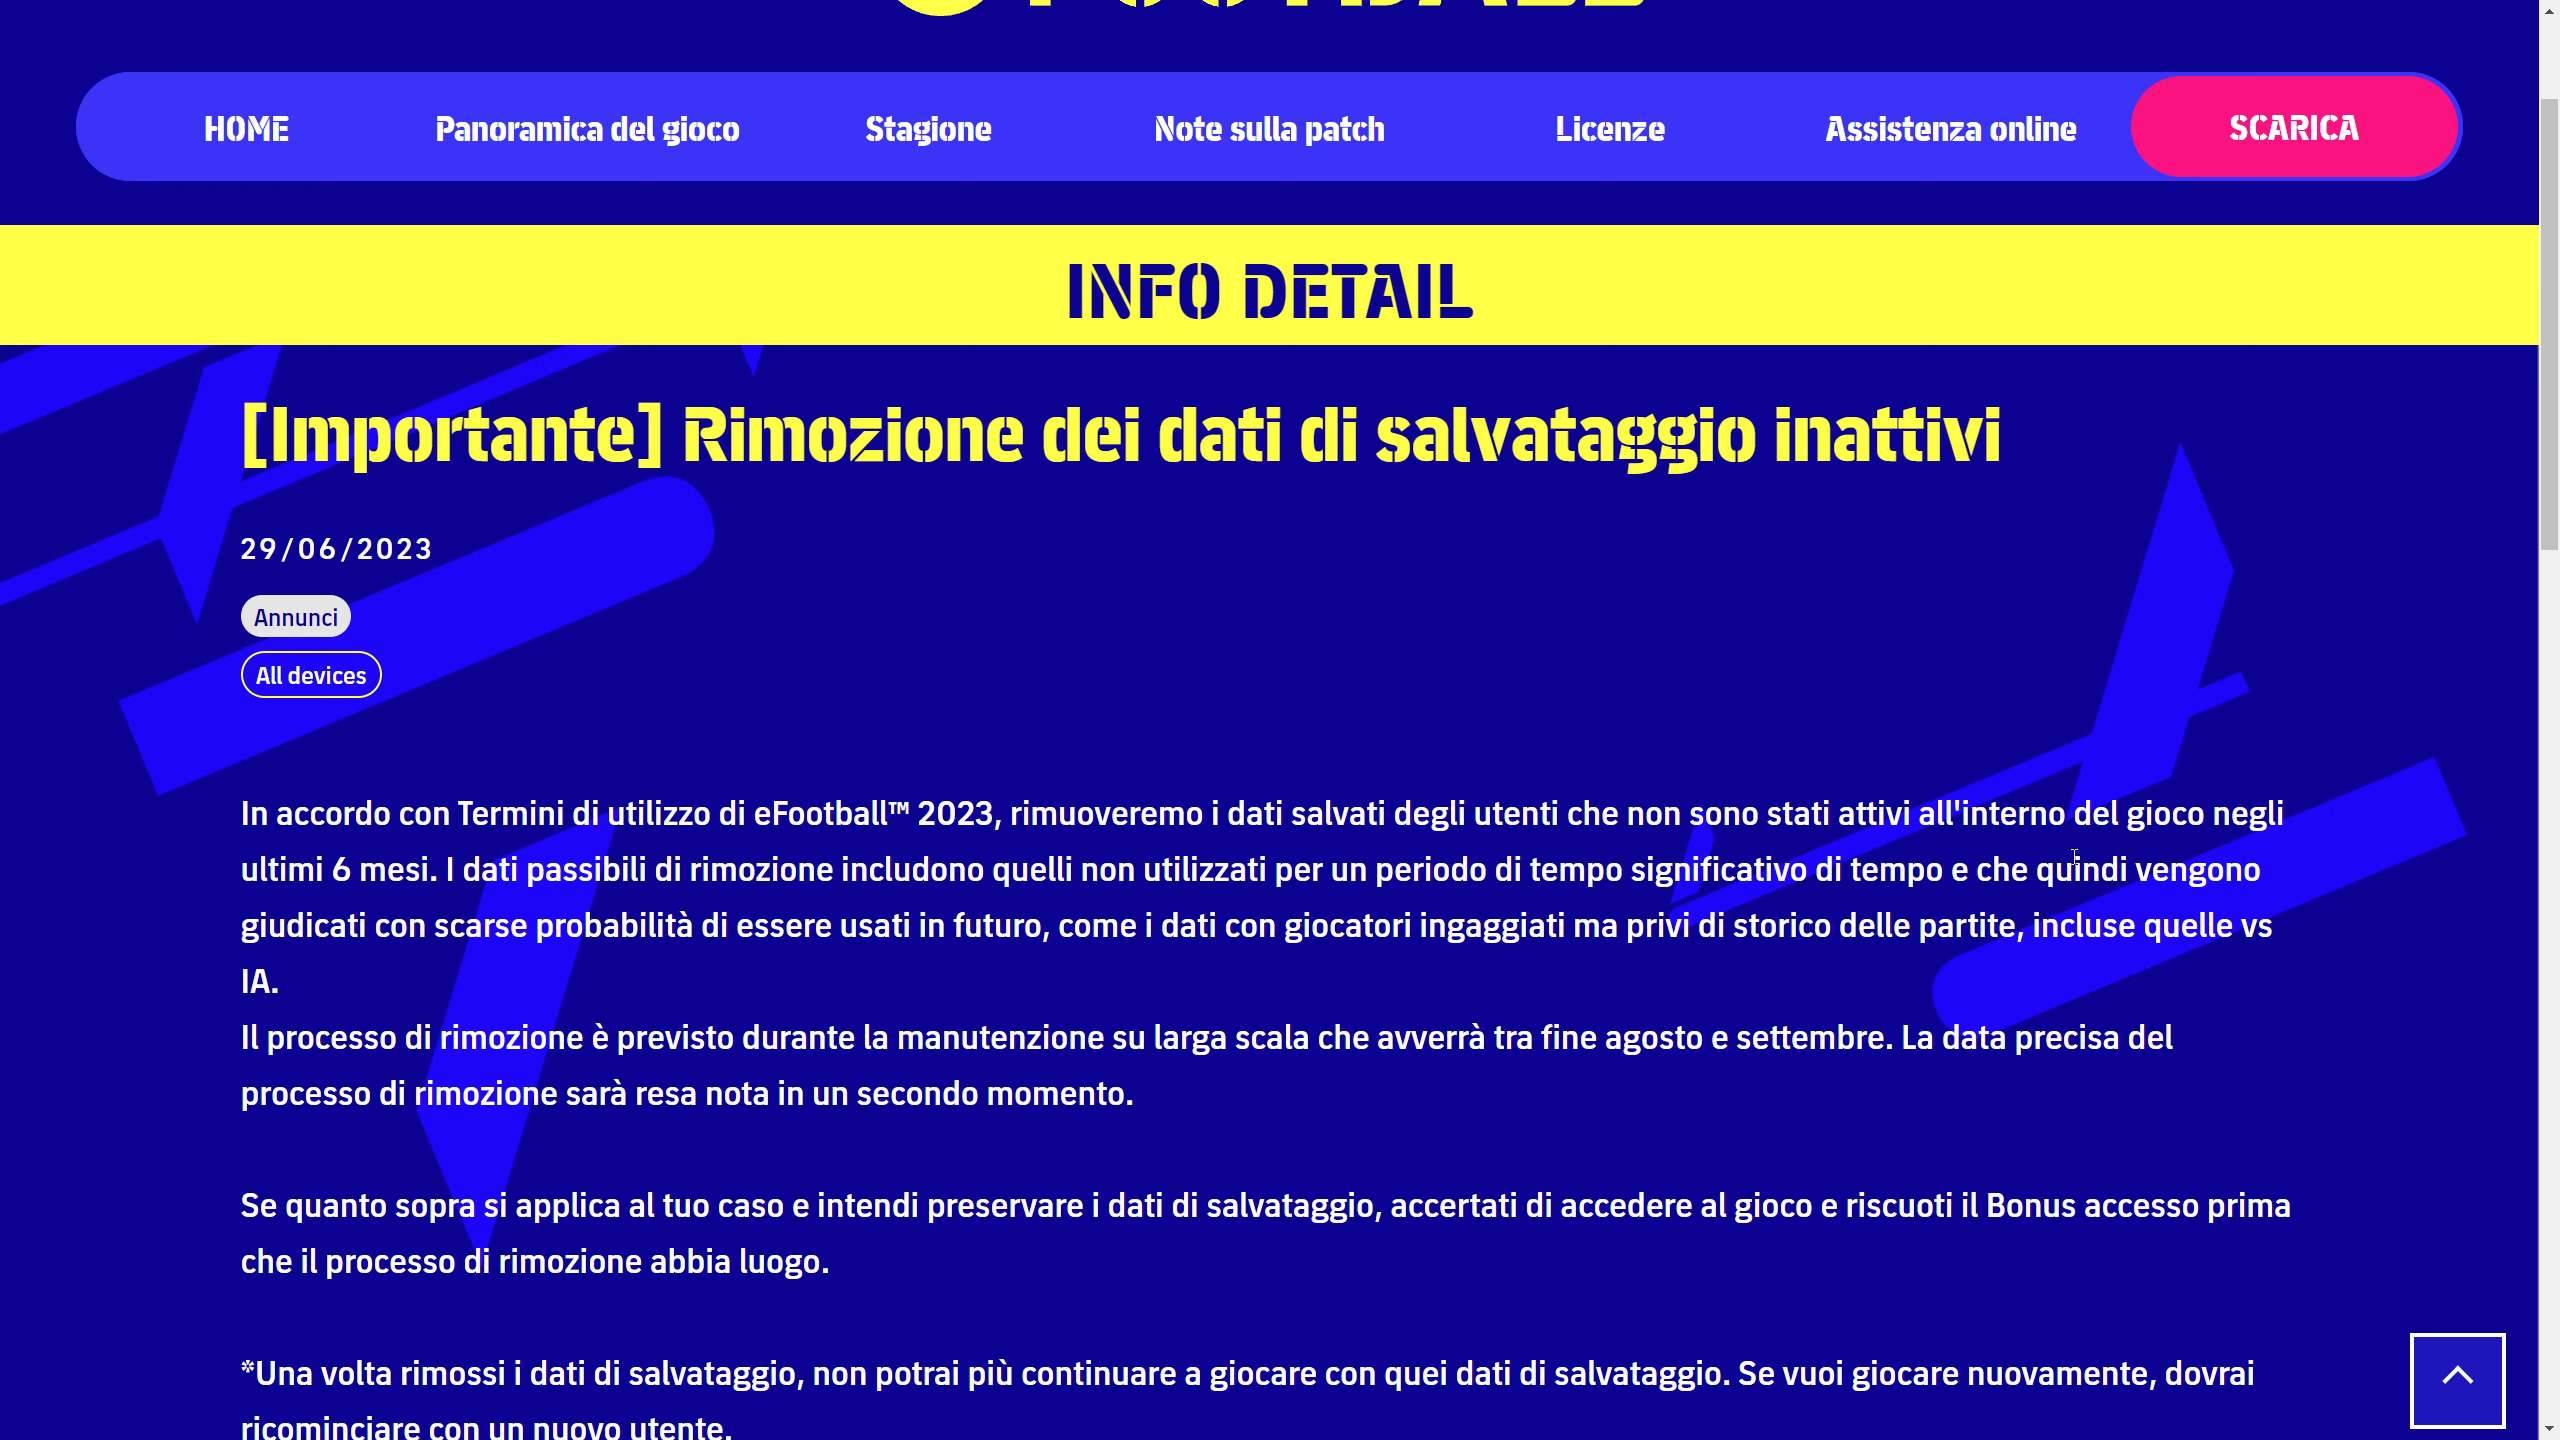 HOME
Panoramica del gioco
Stagione
Note sulla patch
Licenze
Assistenza online
SCARICA
INFO DETAIL
[Importante] Rimozione dei dati di salvataggio inattivi
29/06/2023
Annunci
All devices
In accordo con Termini di utilizzo di eFootball™ 2023, rimuoveremo i dati salvati degli utenti che non sono stati attivi all'interno del gioco negli
ultimi 6 mesi. I dati passibili di rimozione includono quelli non utilizzati per un periodo di tempo significativo di tempo e che quindi vengono
giudicati con scarse probabilità di essere usati in futuro, come i dati con giocatori ingaggiati ma privi di storico delle partite, incluse quelle vs
IA.
Il processo di rimozione è previsto durante la manutenzione su larga scala che avverrà tra fine agosto e settembre. La data precisa del
processo di rimozione sarà resa nota in un secondo momento.
Se quanto sopra si applica al tuo caso e intendi preservare i dati di salvataggio, accertati di accedere al gioco e riscuoti il Bonus accesso prima
che il processo di rimozione abbia luogo.
*Una volta rimossi i dati di salvataggio, non potrai più continuare a giocare con quei dati di salvataggio. Se vuoi giocare nuovamente, dovrai
ricominciare con un nuovo utente.